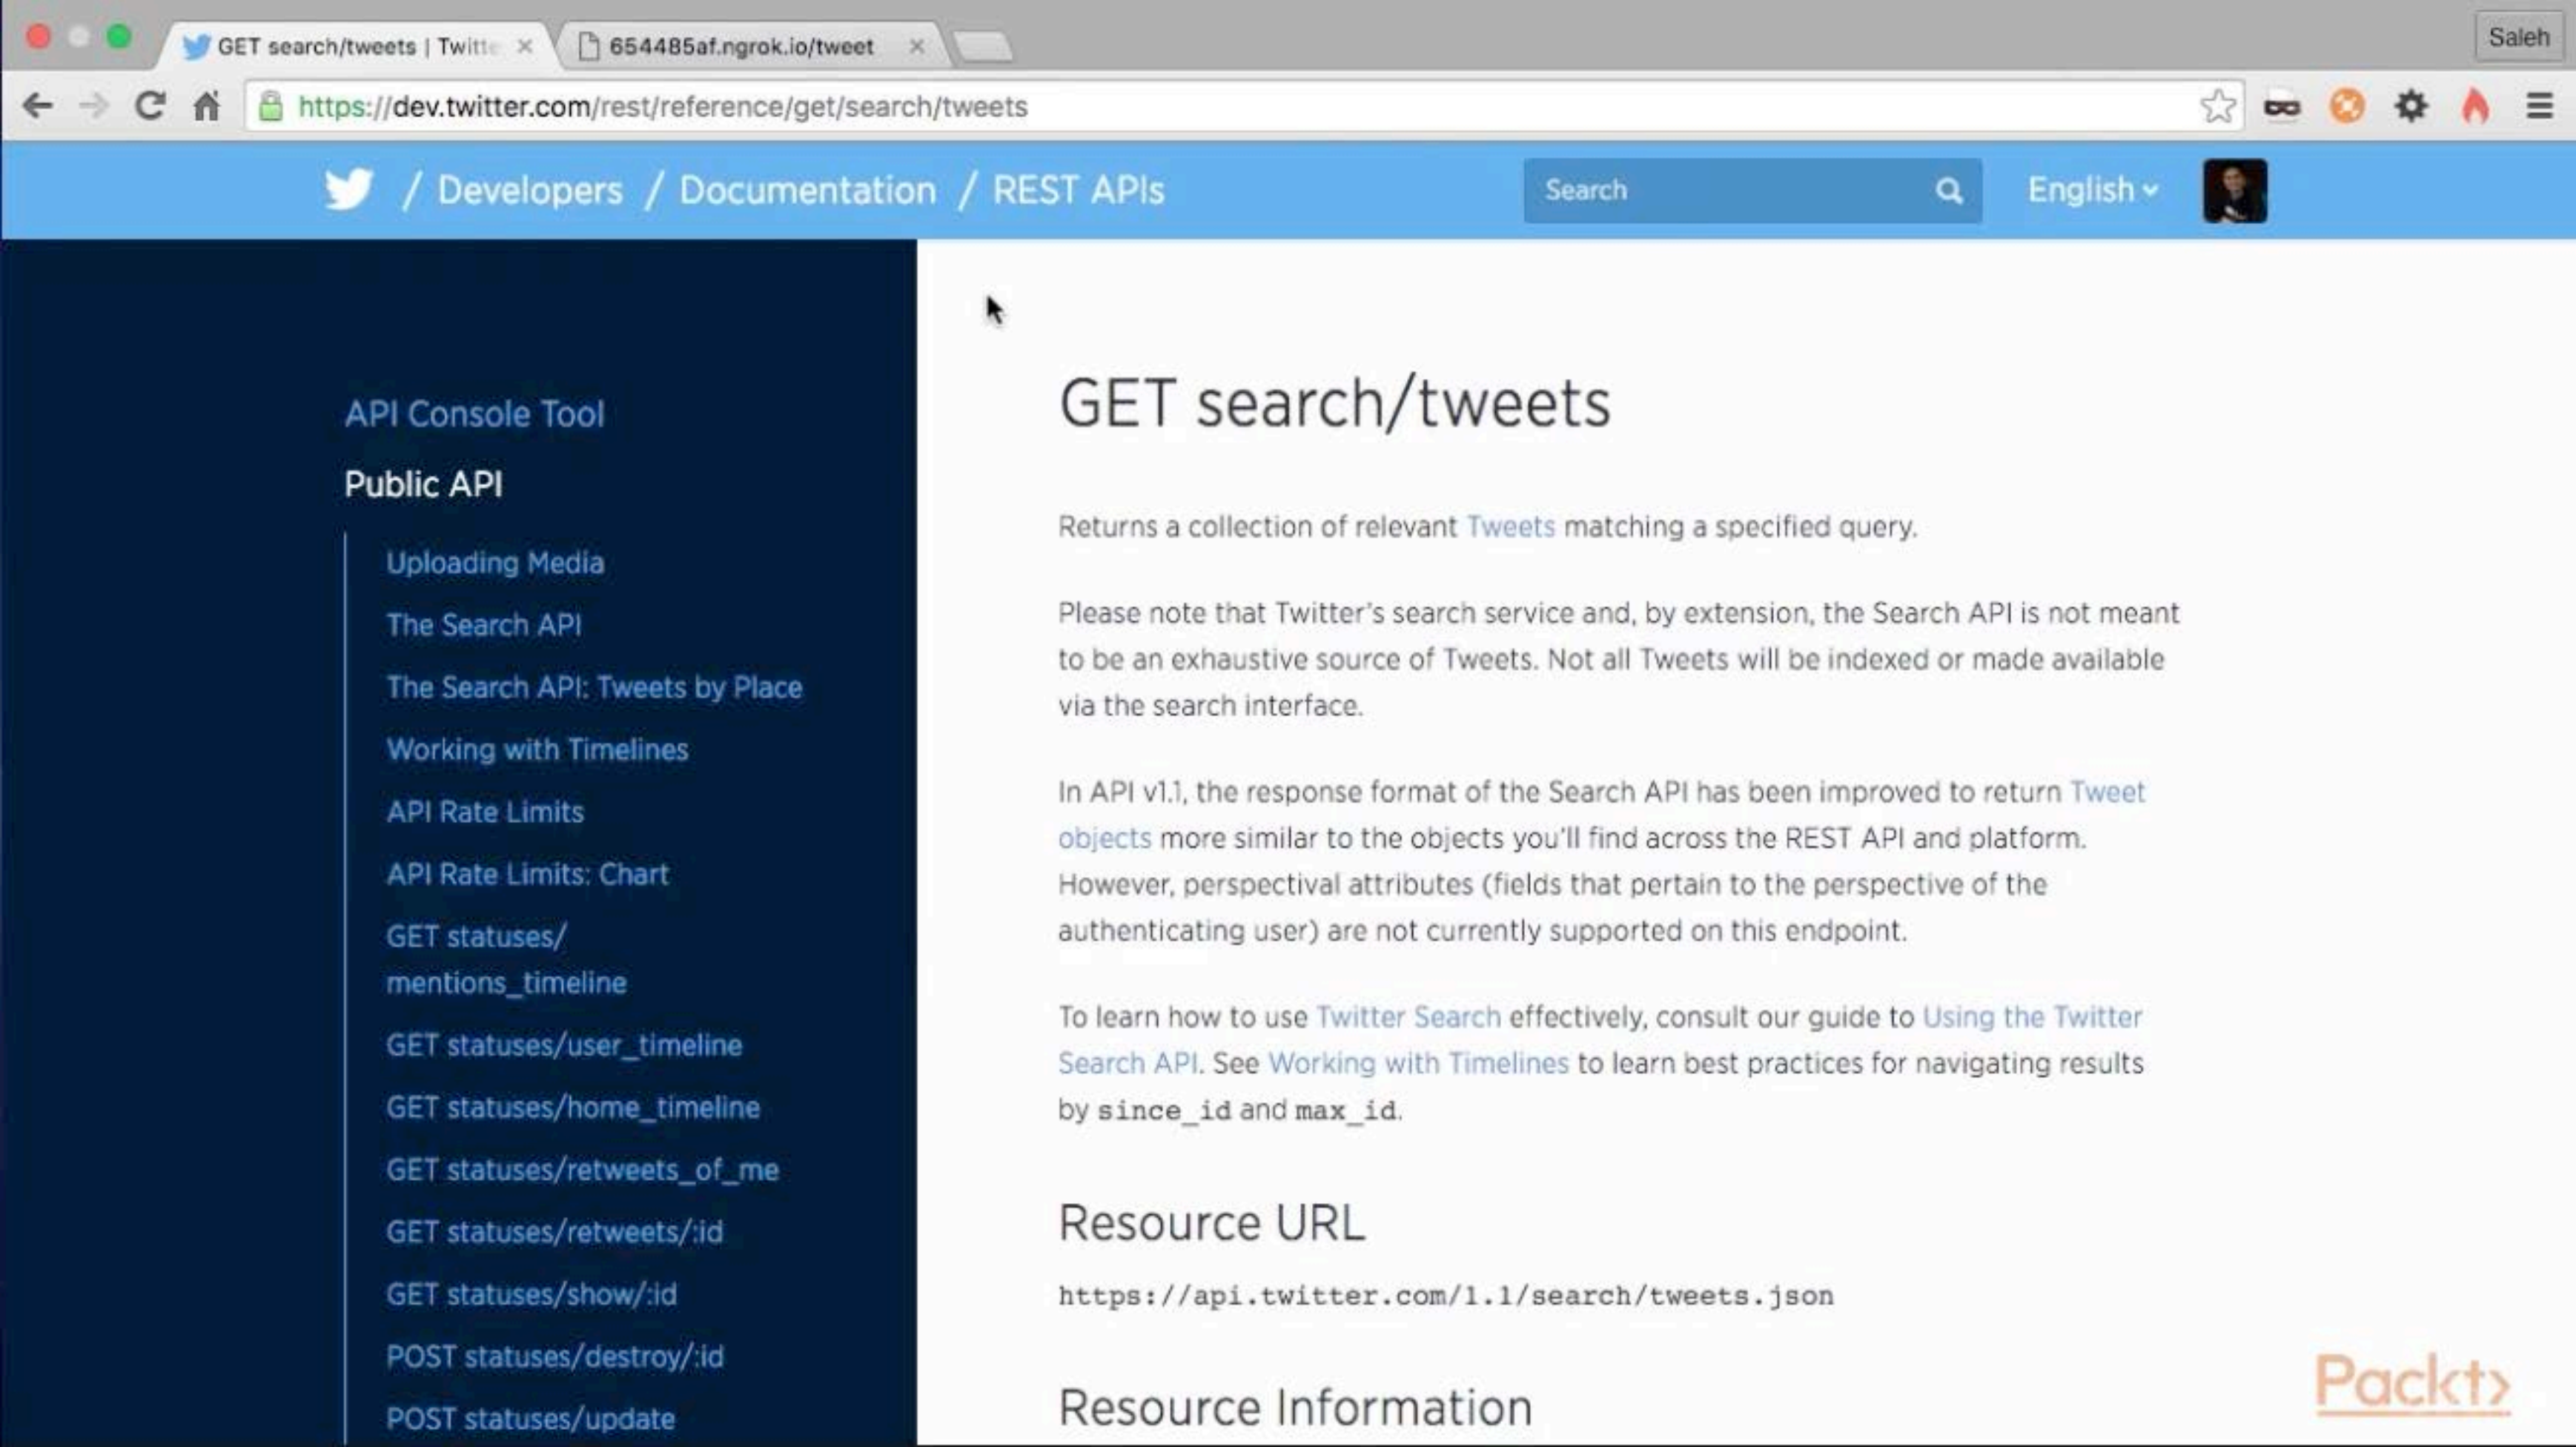 GET search/tweets | Twitte
654485af.ngrok.io/tweet
Saleh
https://dev.twitter.com/rest/reference/get/search/tweets
/ Developers / Documentation / REST APIs
Search
English
API Console Tool
Public API
Uploading Media
The Search API
The Search API: Tweets by Place
Working with Timelines
API Rate Limits
API Rate Limits: Chart
GET statuses/
mentions_timeline
GET statuses/user_timeline
GET statuses/home_timeline
GET statuses/retweets_of_me
GET statuses/retweets/:id
GET statuses/show/:id
POST statuses/destroy/:id
POST statuses/update
GET search/tweets
Returns a collection of relevant Tweets matching a specified query.
Please note that Twitter's search service and, by extension, the Search API is not meant
to be an exhaustive source of Tweets. Not all Tweets will be indexed or made available
via the search interface.
In API v1.1, the response format of the Search API has been improved to return Tweet
objects more similar to the objects you'll find across the REST API and platform.
However, perspectival attributes (fields that pertain to the perspective of the
authenticating user) are not currently supported on this endpoint.
To learn how to use Twitter Search effectively, consult our guide to Using the Twitter
Search API. See Working with Timelines to learn best practices for navigating results
by since_id and max_id.
Resource URL
https://api.twitter.com/1.1/search/tweets.json
Resource Information
Packt>